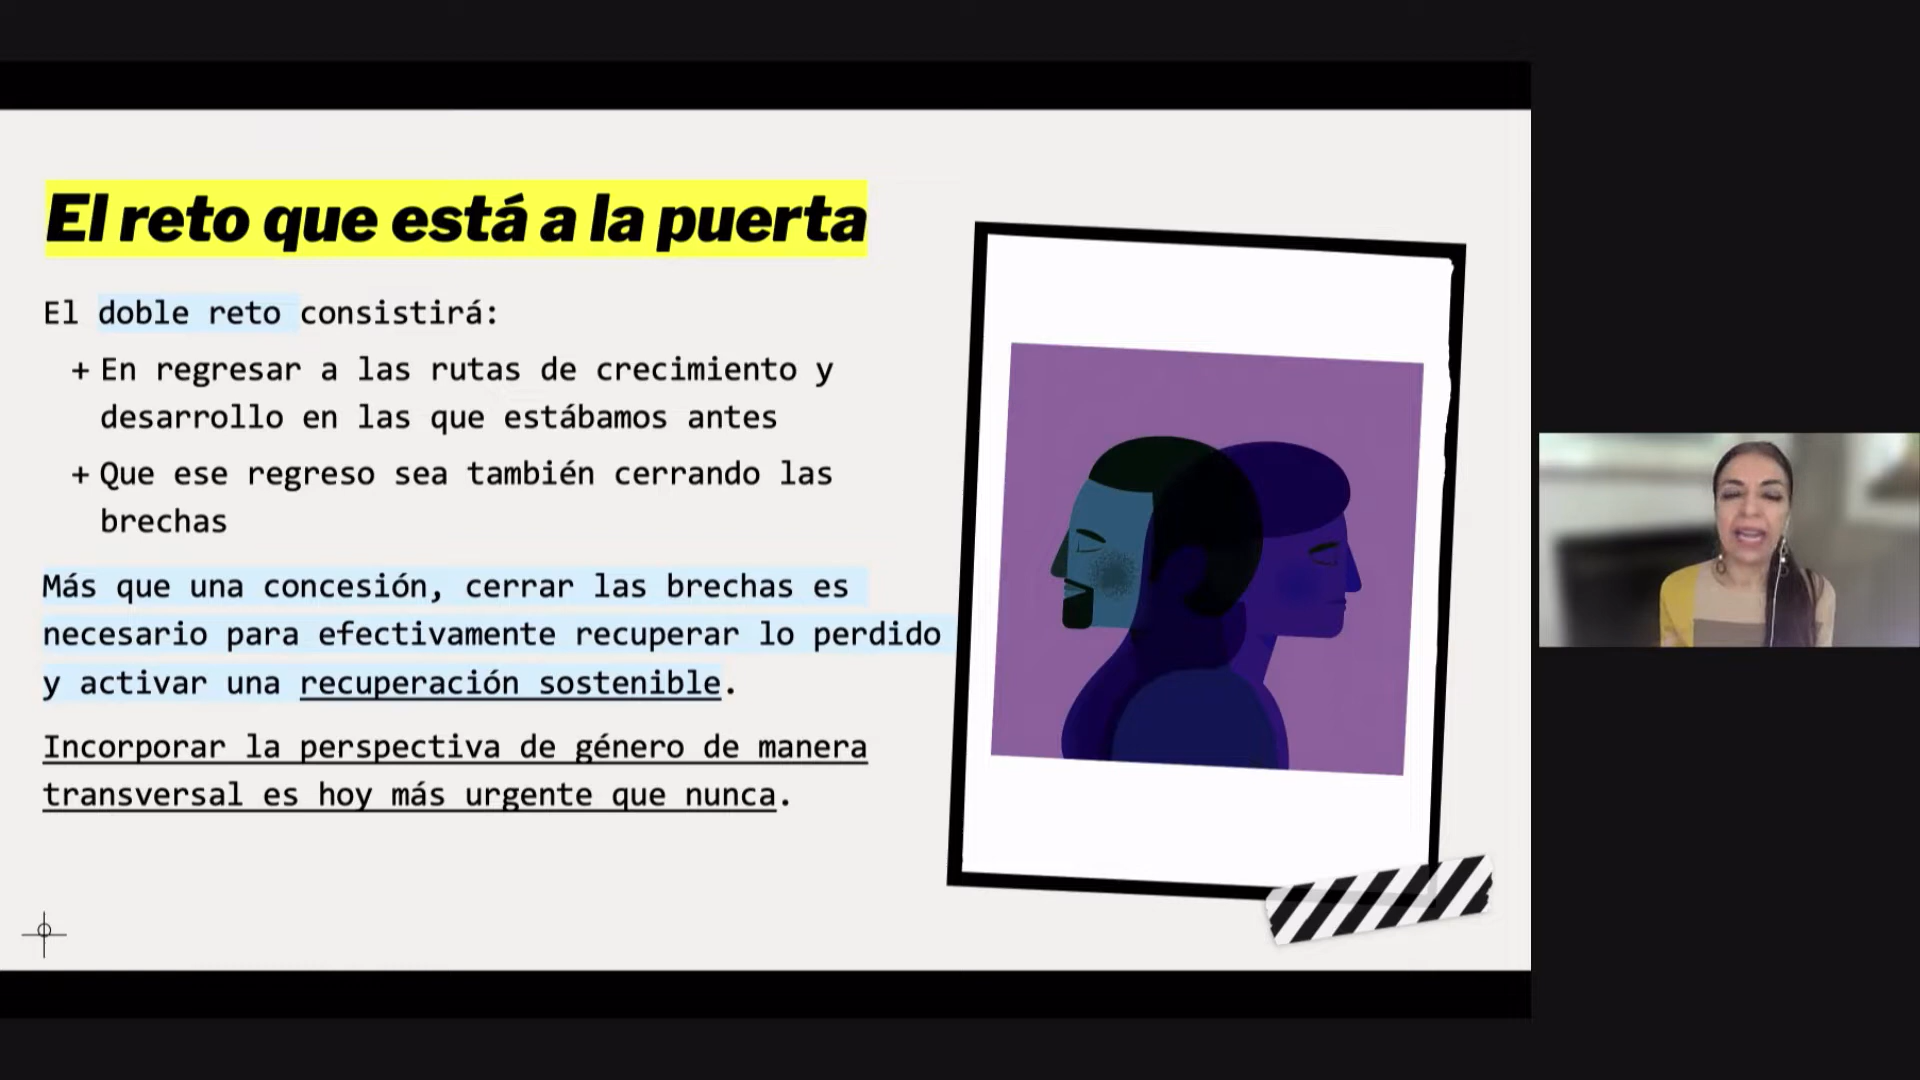 El reto que está a la puerta
El doble reto consistirá:
+ En regresar a las rutas de crecimiento y
desarrollo en las que estábamos antes
+ Que ese regreso sea también cerrando las
brechas
Más que una concesión, cerrar las brechas es
necesario para efectivamente recuperar lo perdido
y activar una recuperación sostenible.
Incorporar la perspectiva de género de manera
transversal es hoy más urgente que nunca.